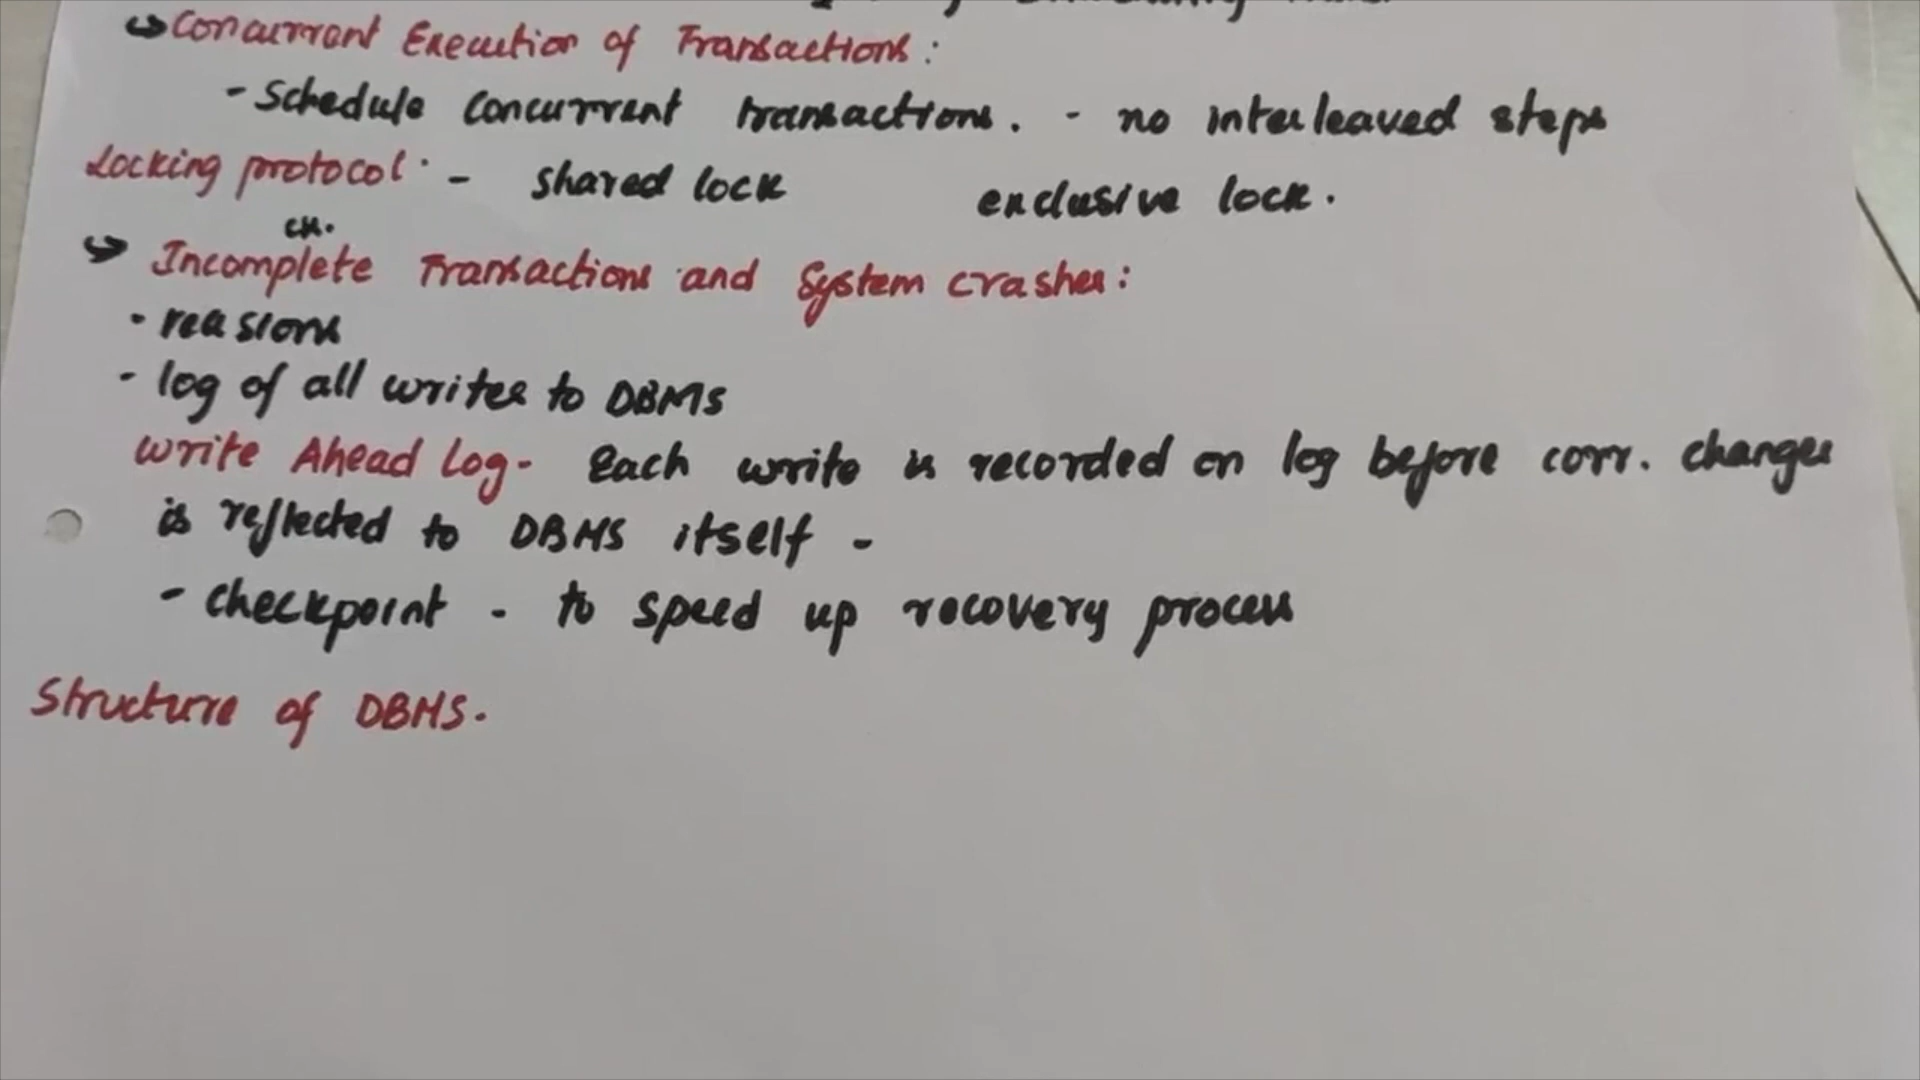 Concurrent Execution of Transactions:
- Schedule concurrent transactions. - no interleaved steps
Locking protocol - shared lock exclusive lock.
ex.
Incomplete Transactions and System crashes:
- reasions
- log of all writes to DBMS
Write Ahead Log - Each write is recorded on log before corr. changes
is reflected to DBMS itself -
- checkpoint - to speed up recovery process
Structure of DBMS.